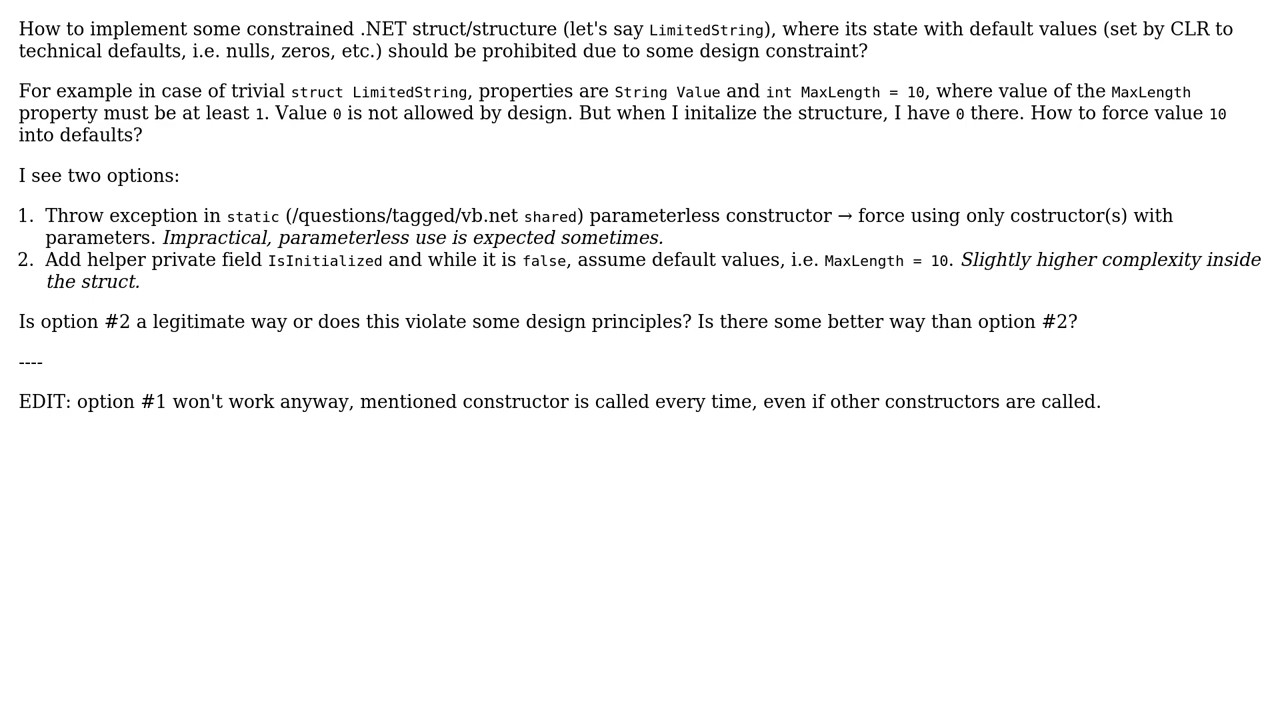 How to implement some constrained .NET struct/structure (let's say LimitedString), where its state with default values (set by CLR to
technical defaults, i.e. nulls, zeros, etc.) should be prohibited due to some design constraint?
For example in case of trivial struct LimitedString, properties are String Value and int MaxLength = 10, where value of the MaxLength
property must be at least 1. Value 0 is not allowed by design. But when I initalize the structure, I have 0 there. How to force value 10
into defaults?
I see two options:
1. Throw exception in static (/questions/tagged/vb.net shared) parameterless constructor → force using only costructor(s) with
parameters. Impractical, parameterless use is expected sometimes.
2. Add helper private field IsInitialized and while it is false, assume default values, i.e. MaxLength = 10. Slightly higher complexity inside
the struct.
Is option #2 a legitimate way or does this violate some design principles? Is there some better way than option #2?
----
EDIT: option #1 won't work anyway, mentioned constructor is called every time, even if other constructors are called.